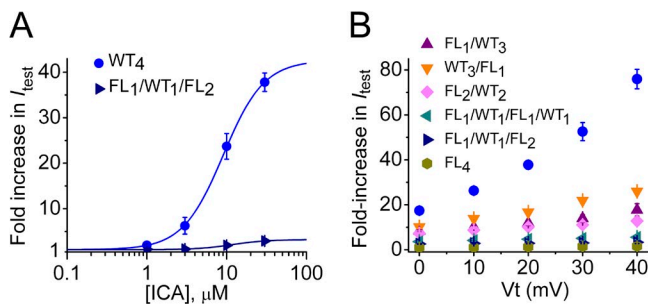 A
Fold increase in Itest
40
30
20
10
1
WT4
FL1/WT1/FL2
0.1
1
10
100
[ICA], μM
B
Fold-increase in Itest
80
60
40
20
0
FL1/WT3
WT3/FL1
FL2/WT2
FL1/WT1/FL1/WT1
FL1/WT1/FL2
FL4
0
10
20
30
40
Vt (mV)